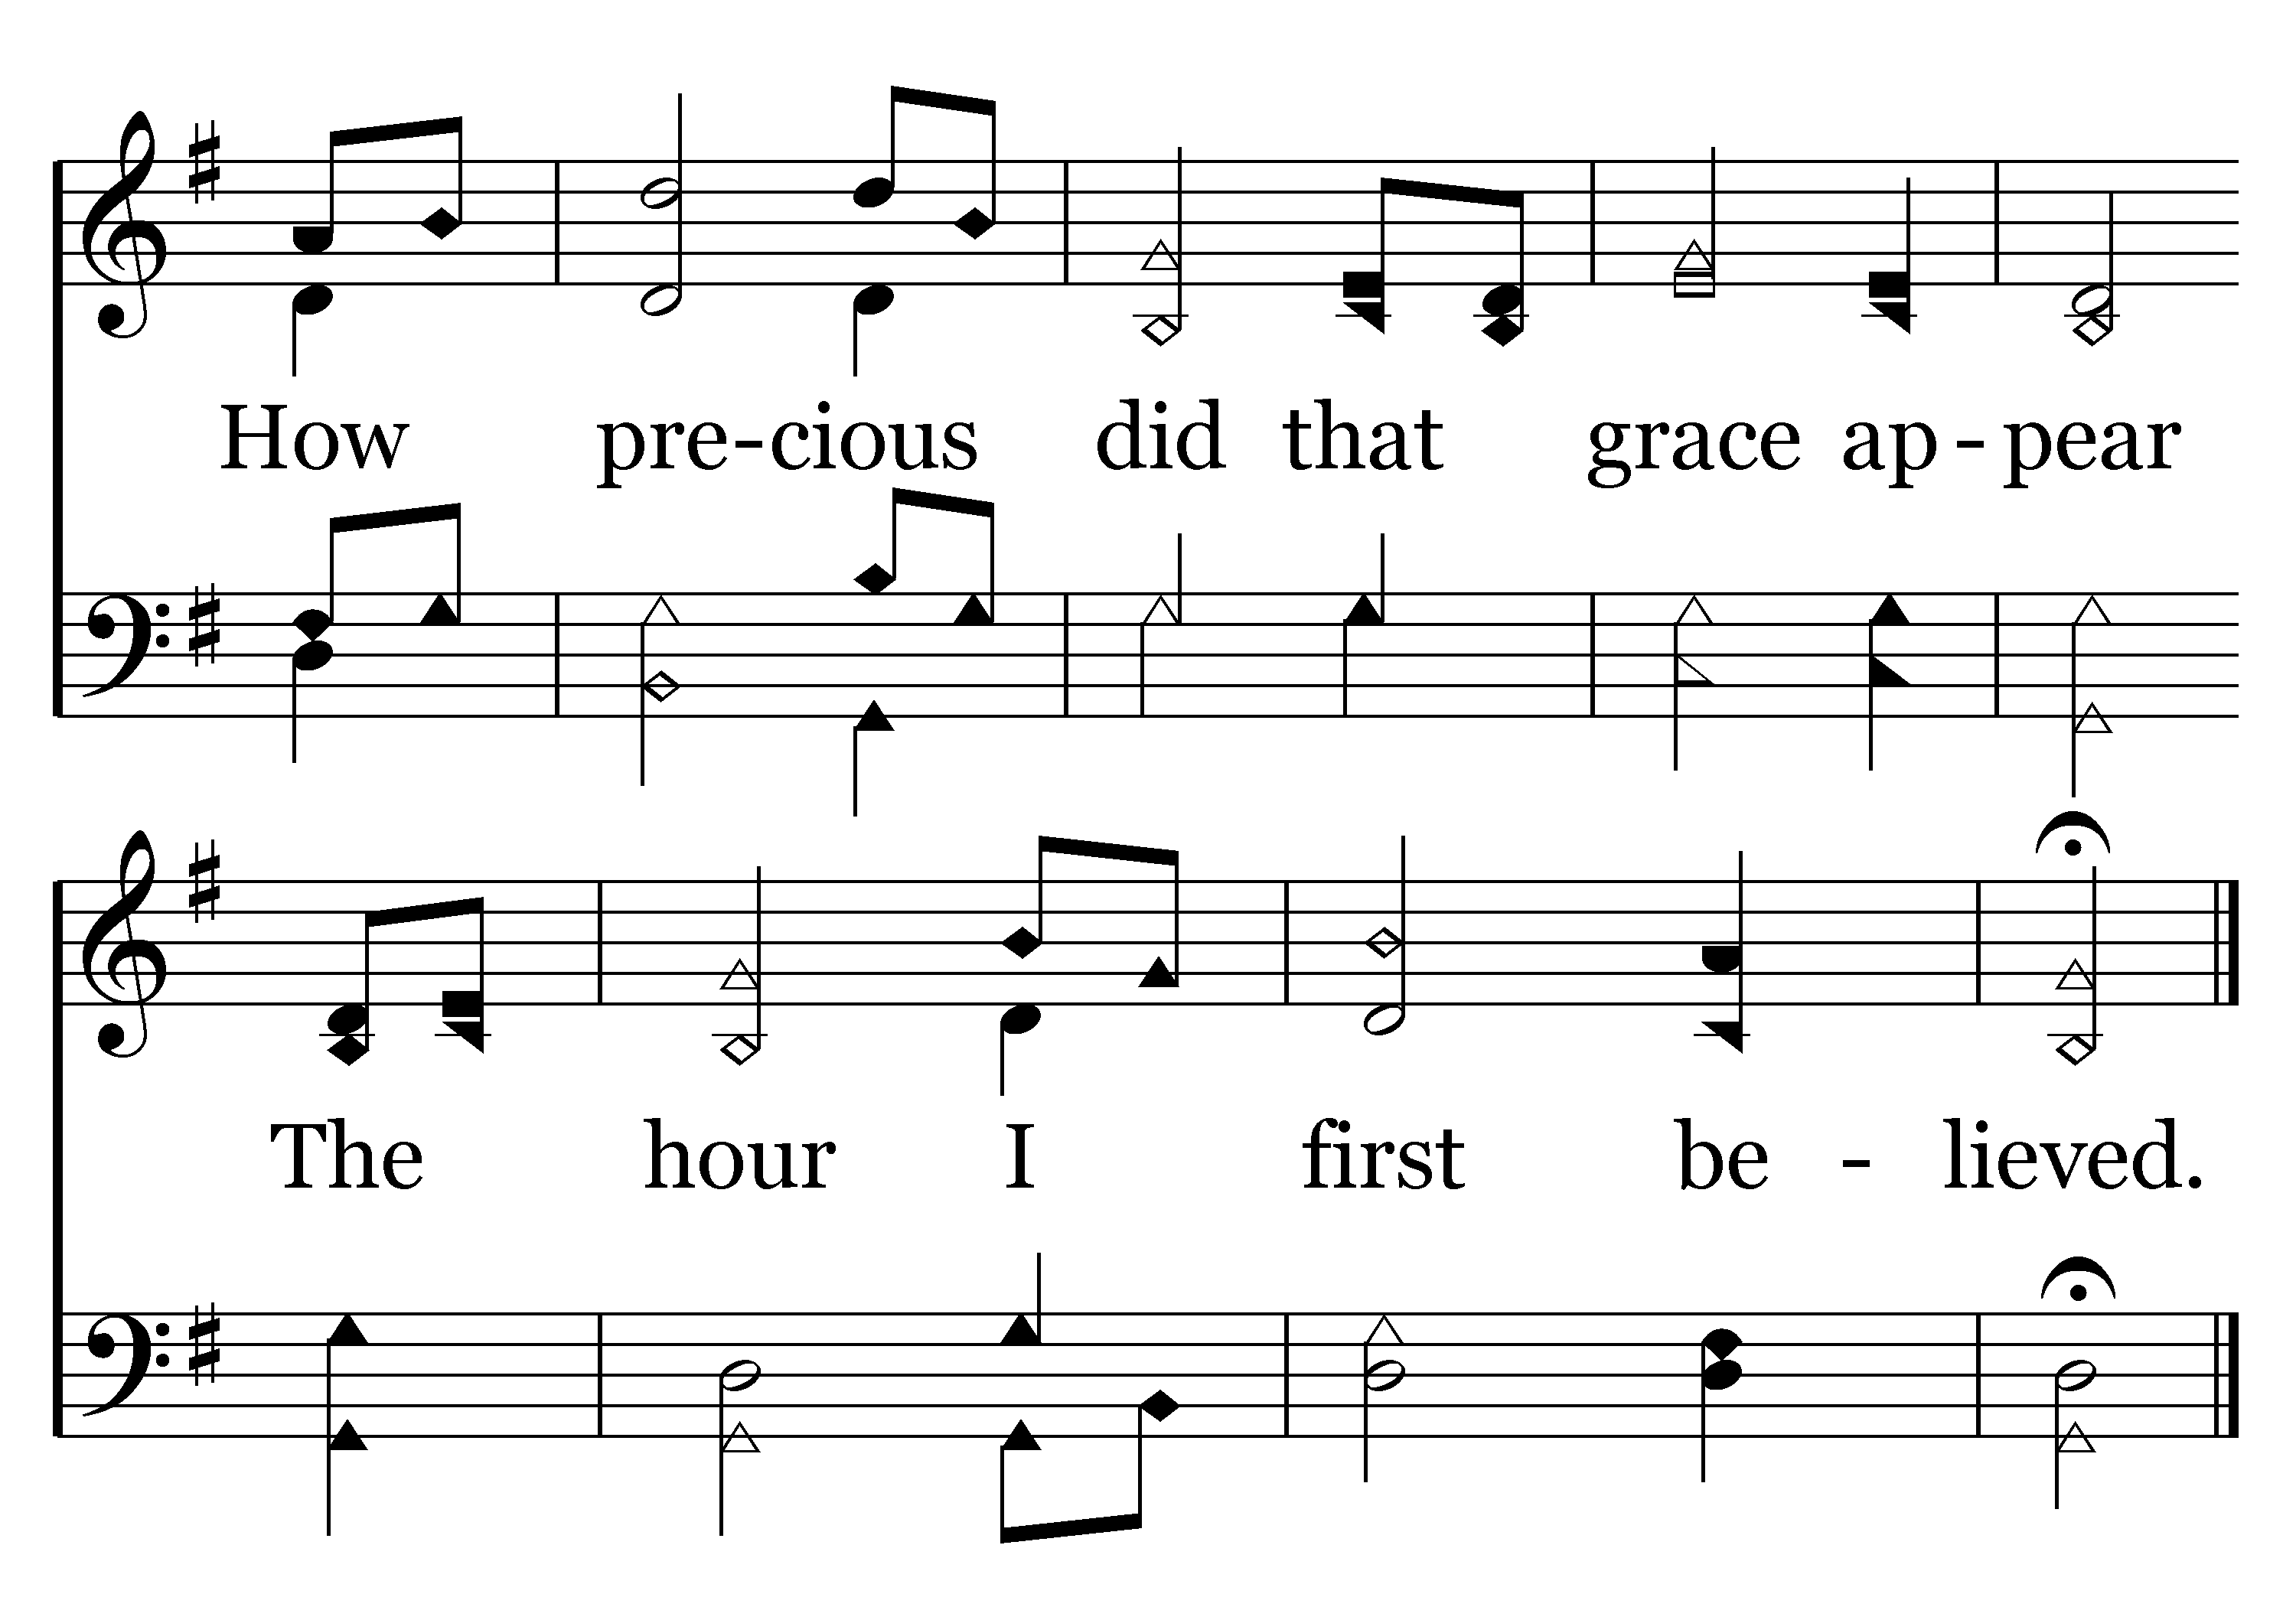 How pre-cious did that grace ap-pear
The hour I first be-lieved.